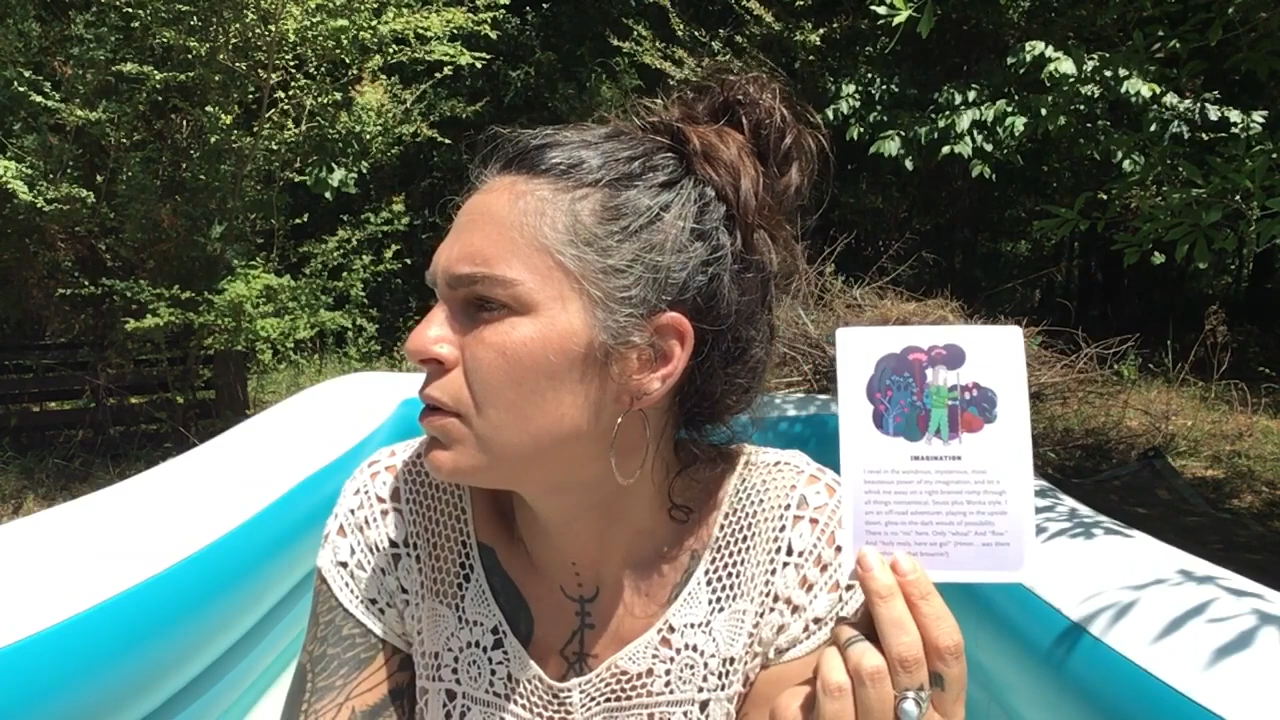 IMAGINATION
I revel in the wondrous, mysterious, most
beauteous power of my imagination, and let it
whisk me away on a right-brained romp through
all things nonsensical, Seuss plus Wonka style. I
am an off-road adventurer, playing in the upside
down, glow-in-the-dark woods of possibility.
There is no "no" here. Only "whoa!" And "flow."
And "holy moly, here we go!" (Hmm... was there
that brownie?)